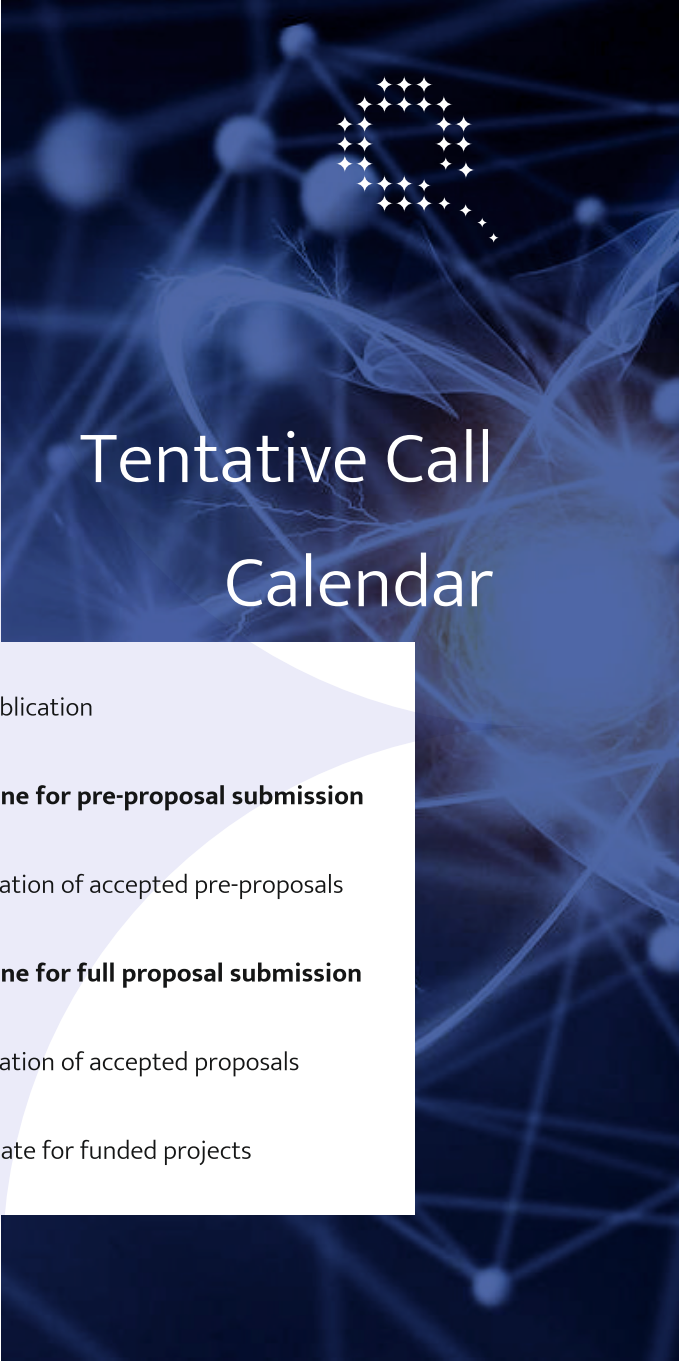 Tentative Call
Calendar
blication
ne for pre-proposal submission
ation of accepted pre-proposals
ne for full proposal submission
ation of accepted proposals
ate for funded projects